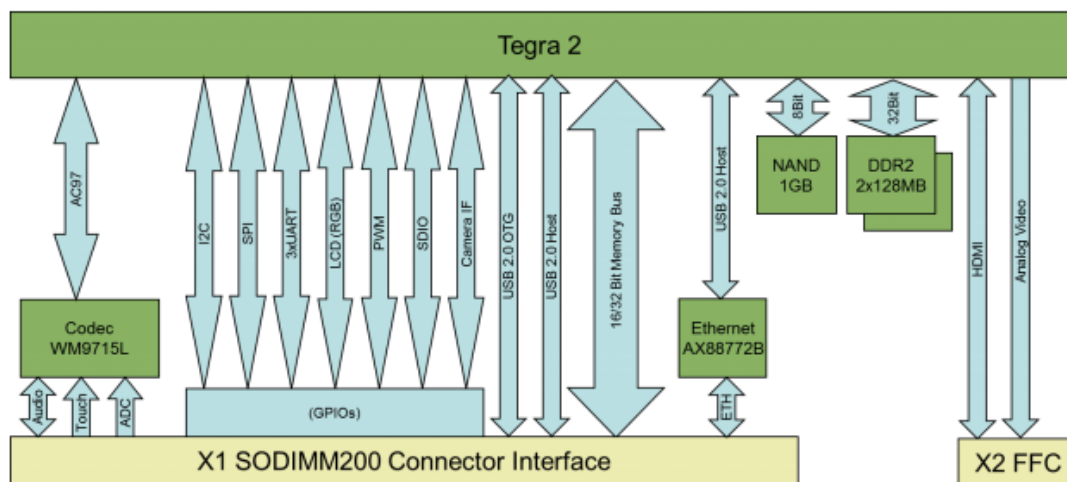 Tegra 2
AC97
I2C
SPI
3xUART
LCD (RGB)
PWM
SDIO
Camera IF
USB 2.0 OTG
USB 2.0 Host
16/32 Bit Memory Bus
USB 2.0 Host
8Bit
32Bit
NAND
1GB
DDR2
2x128MB
HDMI
Analog Video
Codec
WM9715L
Ethernet
AX88772B
Audio
Touch
ADC
(GPIOs)
ETH
X1 SODIMM200 Connector Interface
X2 FFC